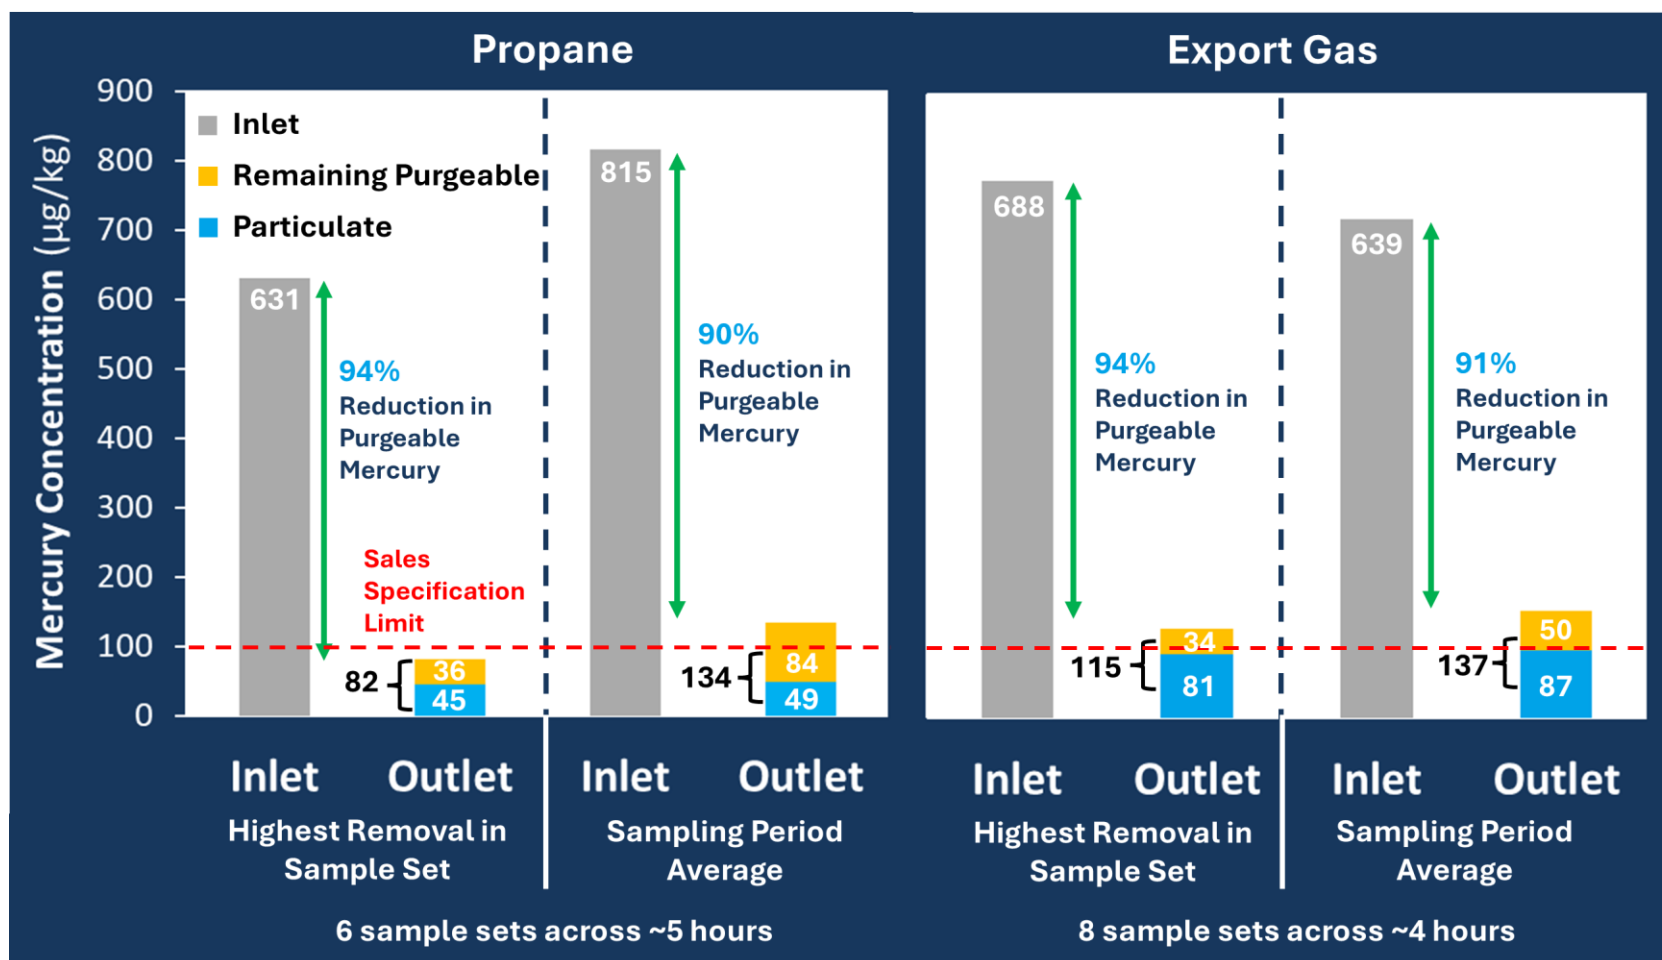 Propane
Export Gas
Mercury Concentration (µg/kg)
900
800
700
600
500
400
300
200
100
0
Inlet
Remaining Purgeable
Particulate
631
94%
Reduction in
Purgeable
Mercury
Sales
Specification
Limit
82
36
45
815
90%
Reduction in
Purgeable
Mercury
134
84
49
688
94%
Reduction in
Purgeable
Mercury
115
34
81
639
91%
Reduction in
Purgeable
Mercury
137
50
87
Inlet Outlet
Highest Removal in
Sample Set
Inlet Outlet
Sampling Period
Average
Inlet Outlet
Highest Removal in
Sample Set
Inlet Outlet
Sampling Period
Average
6 sample sets across ~5 hours
8 sample sets across ~4 hours